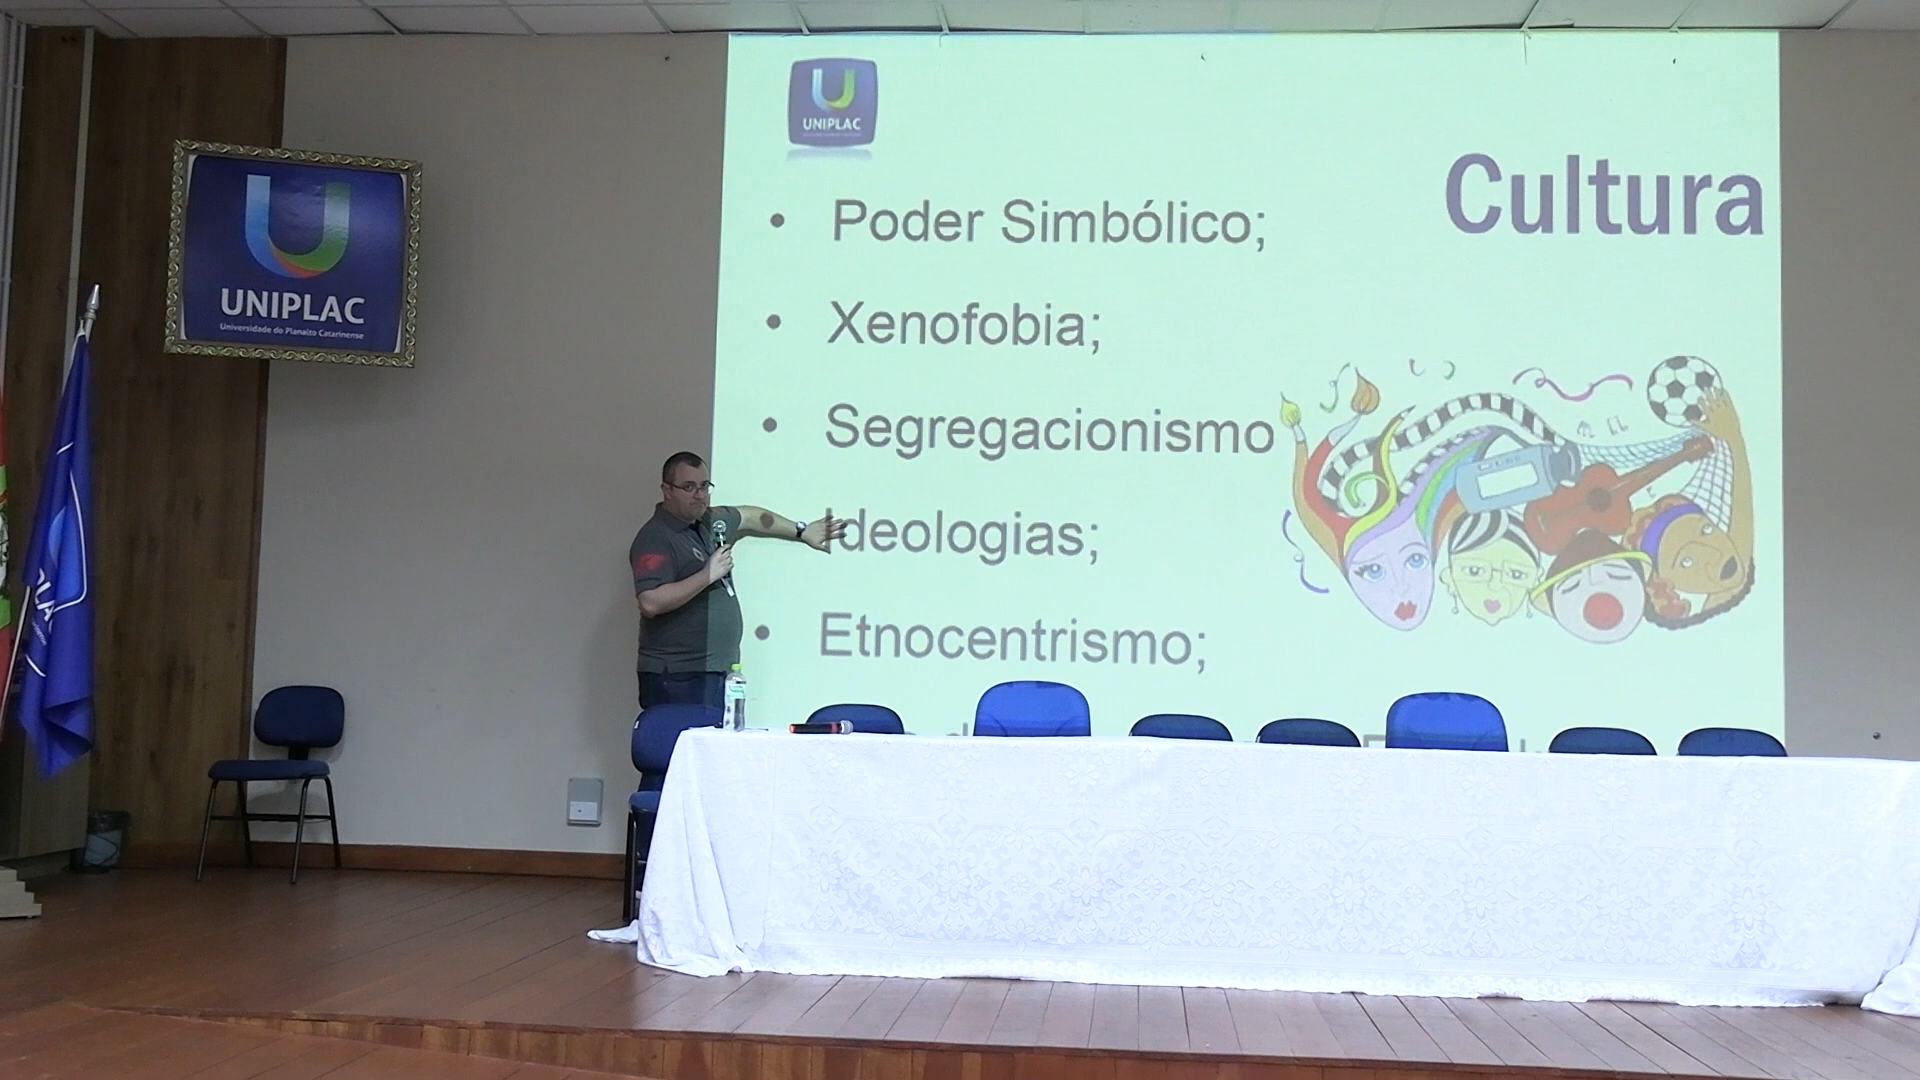 UNIPLAC
Cultura
Poder Simbólico;
Xenofobia;
Segregacionismo
Ideologias;
Etnocentrismo;
UNIPLAC
Universidade do Planalto Catarinense